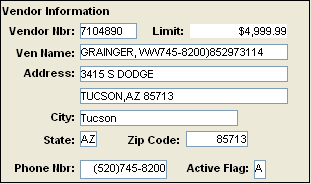 Vendor Information
Vendor Nbr: 7104890 Limit: $4,999.99
Ven Name: GRAINGER, WW745-8200)852973114
Address: 3415 S DODGE
TUCSON,AZ 85713
City: Tucson
State: AZ Zip Code: 85713
Phone Nbr: (520)745-8200 Active Flag: A